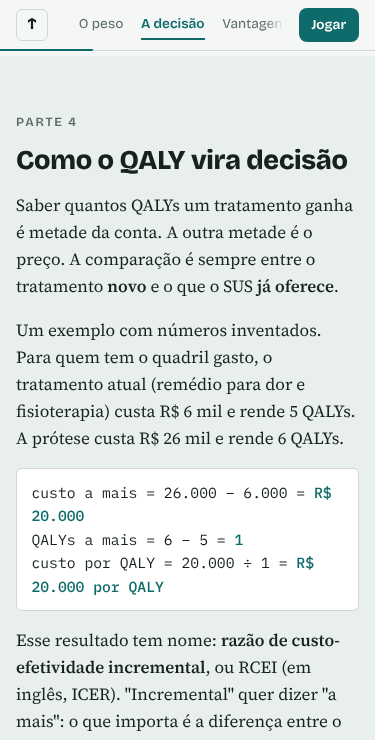 ↑ O peso A decisão Vantagen Jogar
PARTE 4
Como o QALY vira decisão
Saber quantos QALYs um tratamento ganha
é metade da conta. A outra metade é o
preço. A comparação é sempre entre o
tratamento novo e o que o SUS já oferece.
Um exemplo com números inventados.
Para quem tem o quadril gasto, o
tratamento atual (remédio para dor e
fisioterapia) custa R$ 6 mil e rende 5 QALYs.
A prótese custa R$ 26 mil e rende 6 QALYs.
custo a mais = 26.000 − 6.000 = R$
20.000
QALYs a mais = 6 − 5 = 1
custo por QALY = 20.000 ÷ 1 = R$
20.000 por QALY
Esse resultado tem nome: razão de custo-
efetividade incremental, ou RCEI (em
inglês, ICER). "Incremental" quer dizer "a
mais": o que importa é a diferença entre o